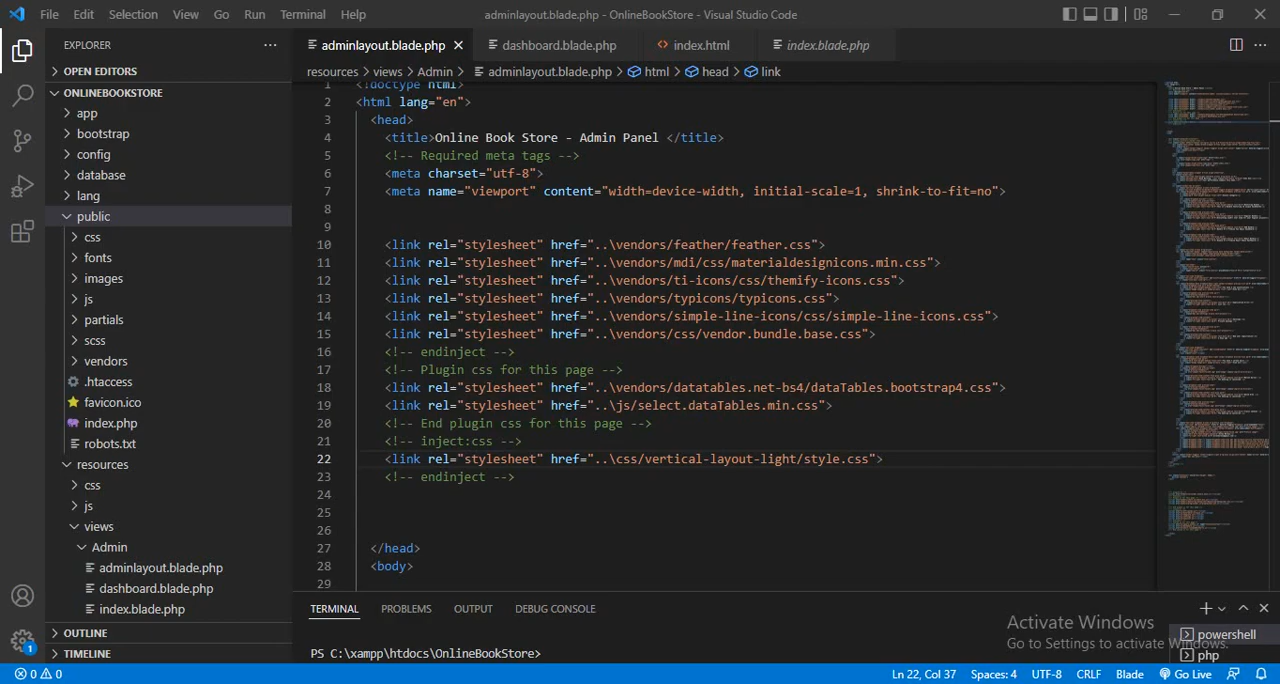 File Edit Selection View Go Run Terminal Help adminlayout.blade.php - OnlineBookStore - Visual Studio Code
EXPLORER
OPEN EDITORS
ONLINEBOOKSTORE
app
bootstrap
config
database
lang
public
css
fonts
images
js
partials
scss
vendors
.htaccess
favicon.ico
index.php
robots.txt
resources
css
js
views
Admin
adminlayout.blade.php
dashboard.blade.php
index.blade.php
OUTLINE
TIMELINE
adminlayout.blade.php dashboard.blade.php index.html index.blade.php
resources > views > Admin > adminlayout.blade.php > html > head > link
1 <!doctype html>
2 <html lang="en">
3 <head>
4 <title>Online Book Store - Admin Panel </title>
5 <!-- Required meta tags -->
6 <meta charset="utf-8">
7 <meta name="viewport" content="width=device-width, initial-scale=1, shrink-to-fit=no">
8
9
10 <link rel="stylesheet" href="..\vendors/feather/feather.css">
11 <link rel="stylesheet" href="..\vendors/mdi/css/materialdesignicons.min.css">
12 <link rel="stylesheet" href="..\vendors/ti-icons/css/themify-icons.css">
13 <link rel="stylesheet" href="..\vendors/typicons/typicons.css">
14 <link rel="stylesheet" href="..\vendors/simple-line-icons/css/simple-line-icons.css">
15 <link rel="stylesheet" href="..\vendors/css/vendor.bundle.base.css">
16 <!-- endinject -->
17 <!-- Plugin css for this page -->
18 <link rel="stylesheet" href="..\vendors/datatables.net-bs4/dataTables.bootstrap4.css">
19 <link rel="stylesheet" href="..\js/select.dataTables.min.css">
20 <!-- End plugin css for this page -->
21 <!-- inject:css -->
22 <link rel="stylesheet" href="..\css/vertical-layout-light/style.css">
23 <!-- endinject -->
24
25
26
27 </head>
28 <body>
29
TERMINAL PROBLEMS OUTPUT DEBUG CONSOLE
PS C:\xampp\htdocs\OnlineBookStore>
powershell
php
Activate Windows
Go to Settings to activate Windows.
1
0 0 Ln 22, Col 37 Spaces: 4 UTF-8 CRLF Blade Go Live